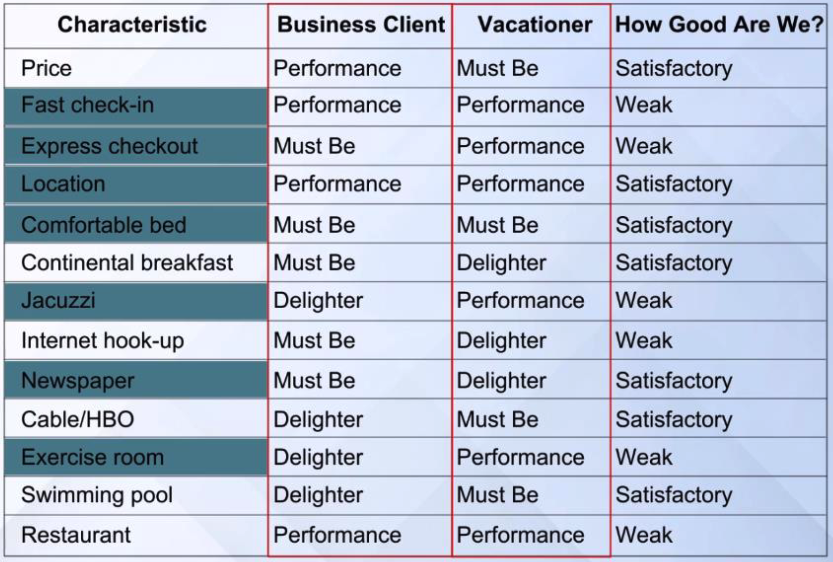 Characteristic Business Client Vacationer How Good Are We?
Price Performance Must Be Satisfactory
Fast check-in Performance Performance Weak
Express checkout Must Be Performance Weak
Location Performance Performance Satisfactory
Comfortable bed Must Be Must Be Satisfactory
Continental breakfast Must Be Delighter Satisfactory
Jacuzzi Delighter Performance Weak
Internet hook-up Must Be Delighter Weak
Newspaper Must Be Delighter Satisfactory
Cable/HBO Delighter Must Be Satisfactory
Exercise room Delighter Performance Weak
Swimming pool Delighter Must Be Satisfactory
Restaurant Performance Performance Weak